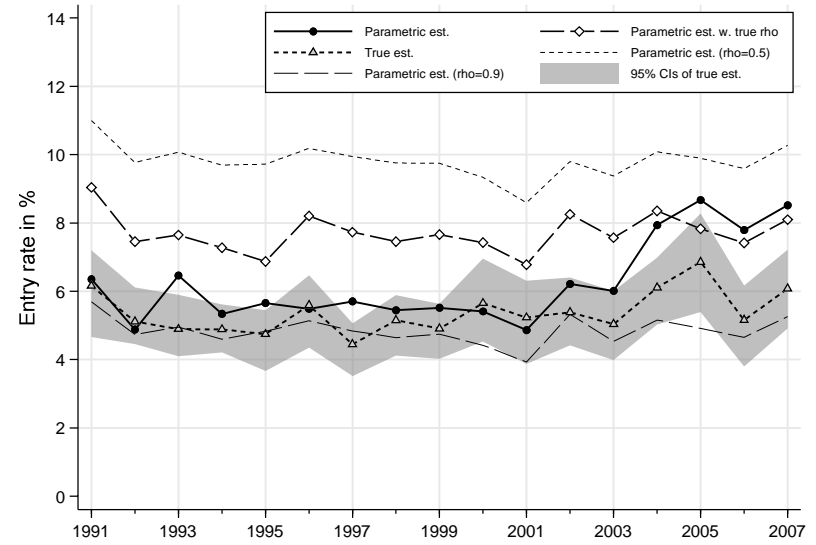 Parametric est.
Parametric est. w. true rho
True est.
Parametric est. (rho=0.5)
Parametric est. (rho=0.9)
95% CIs of true est.
Entry rate in %
14
12
10
8
6
4
2
0
1991
1993
1995
1997
1999
2001
2003
2005
2007